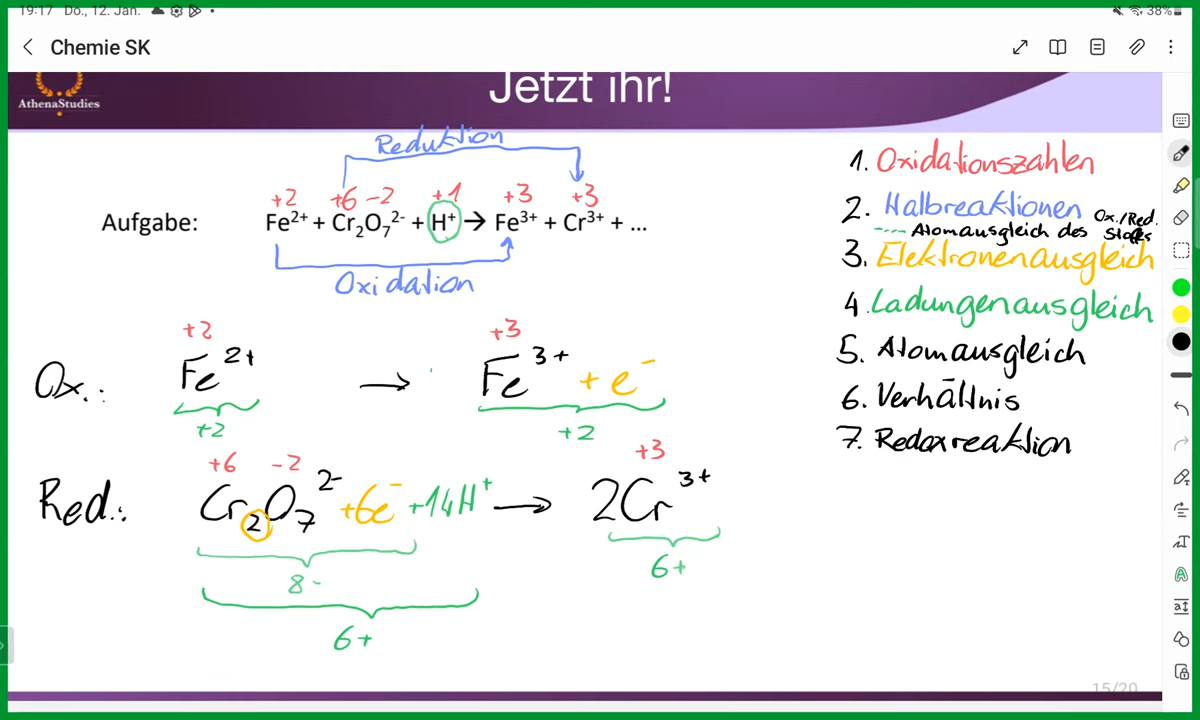 19:17 Do., 12. Jan.
38%
Chemie SK
AthenaStudies
Jetzt ihr!
Reduktion
+2 +6 -2 +1 +3 +3
Aufgabe: Fe²⁺ + Cr₂O₇²⁻ + H⁺ → Fe³⁺ + Cr³⁺ + ...
Oxidation
+2 +3
Ox.: Fe²⁺ → Fe³⁺ + e⁻
+2 +2
+6 -2 +3
Red.: Cr₂O₇²⁻ +6e⁻ +14H⁺ → 2Cr³⁺
8- 6+
6+
1. Oxidationszahlen
2. Halbreaktionen Ox./Red.
Atomausgleich des Stoffes
3. Elektronenausgleich
4. Ladungenausgleich
5. Atomausgleich
6. Verhältnis
7. Redoxreaktion
15/20